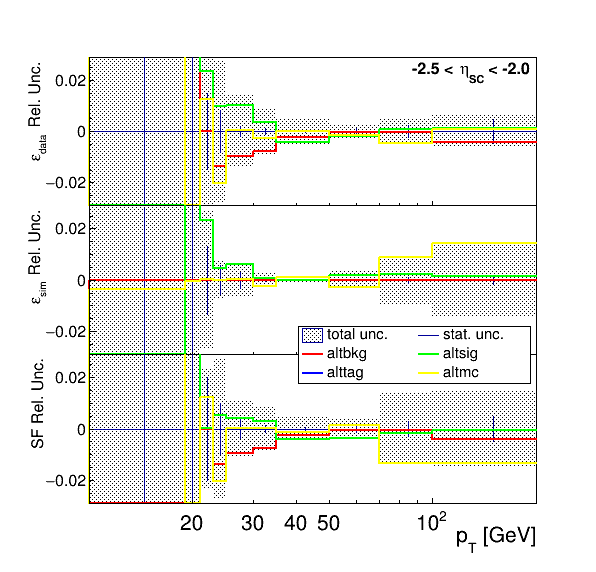 -2.5 < η_SC < -2.0
ε_data Rel. Unc.
0.02
0
−0.02
ε_sim Rel. Unc.
0.02
0
−0.02
total unc. stat. unc.
altbkg altsig
alttag altmc
SF Rel. Unc.
0.02
0
−0.02
20 30 40 50 10²
p_T [GeV]